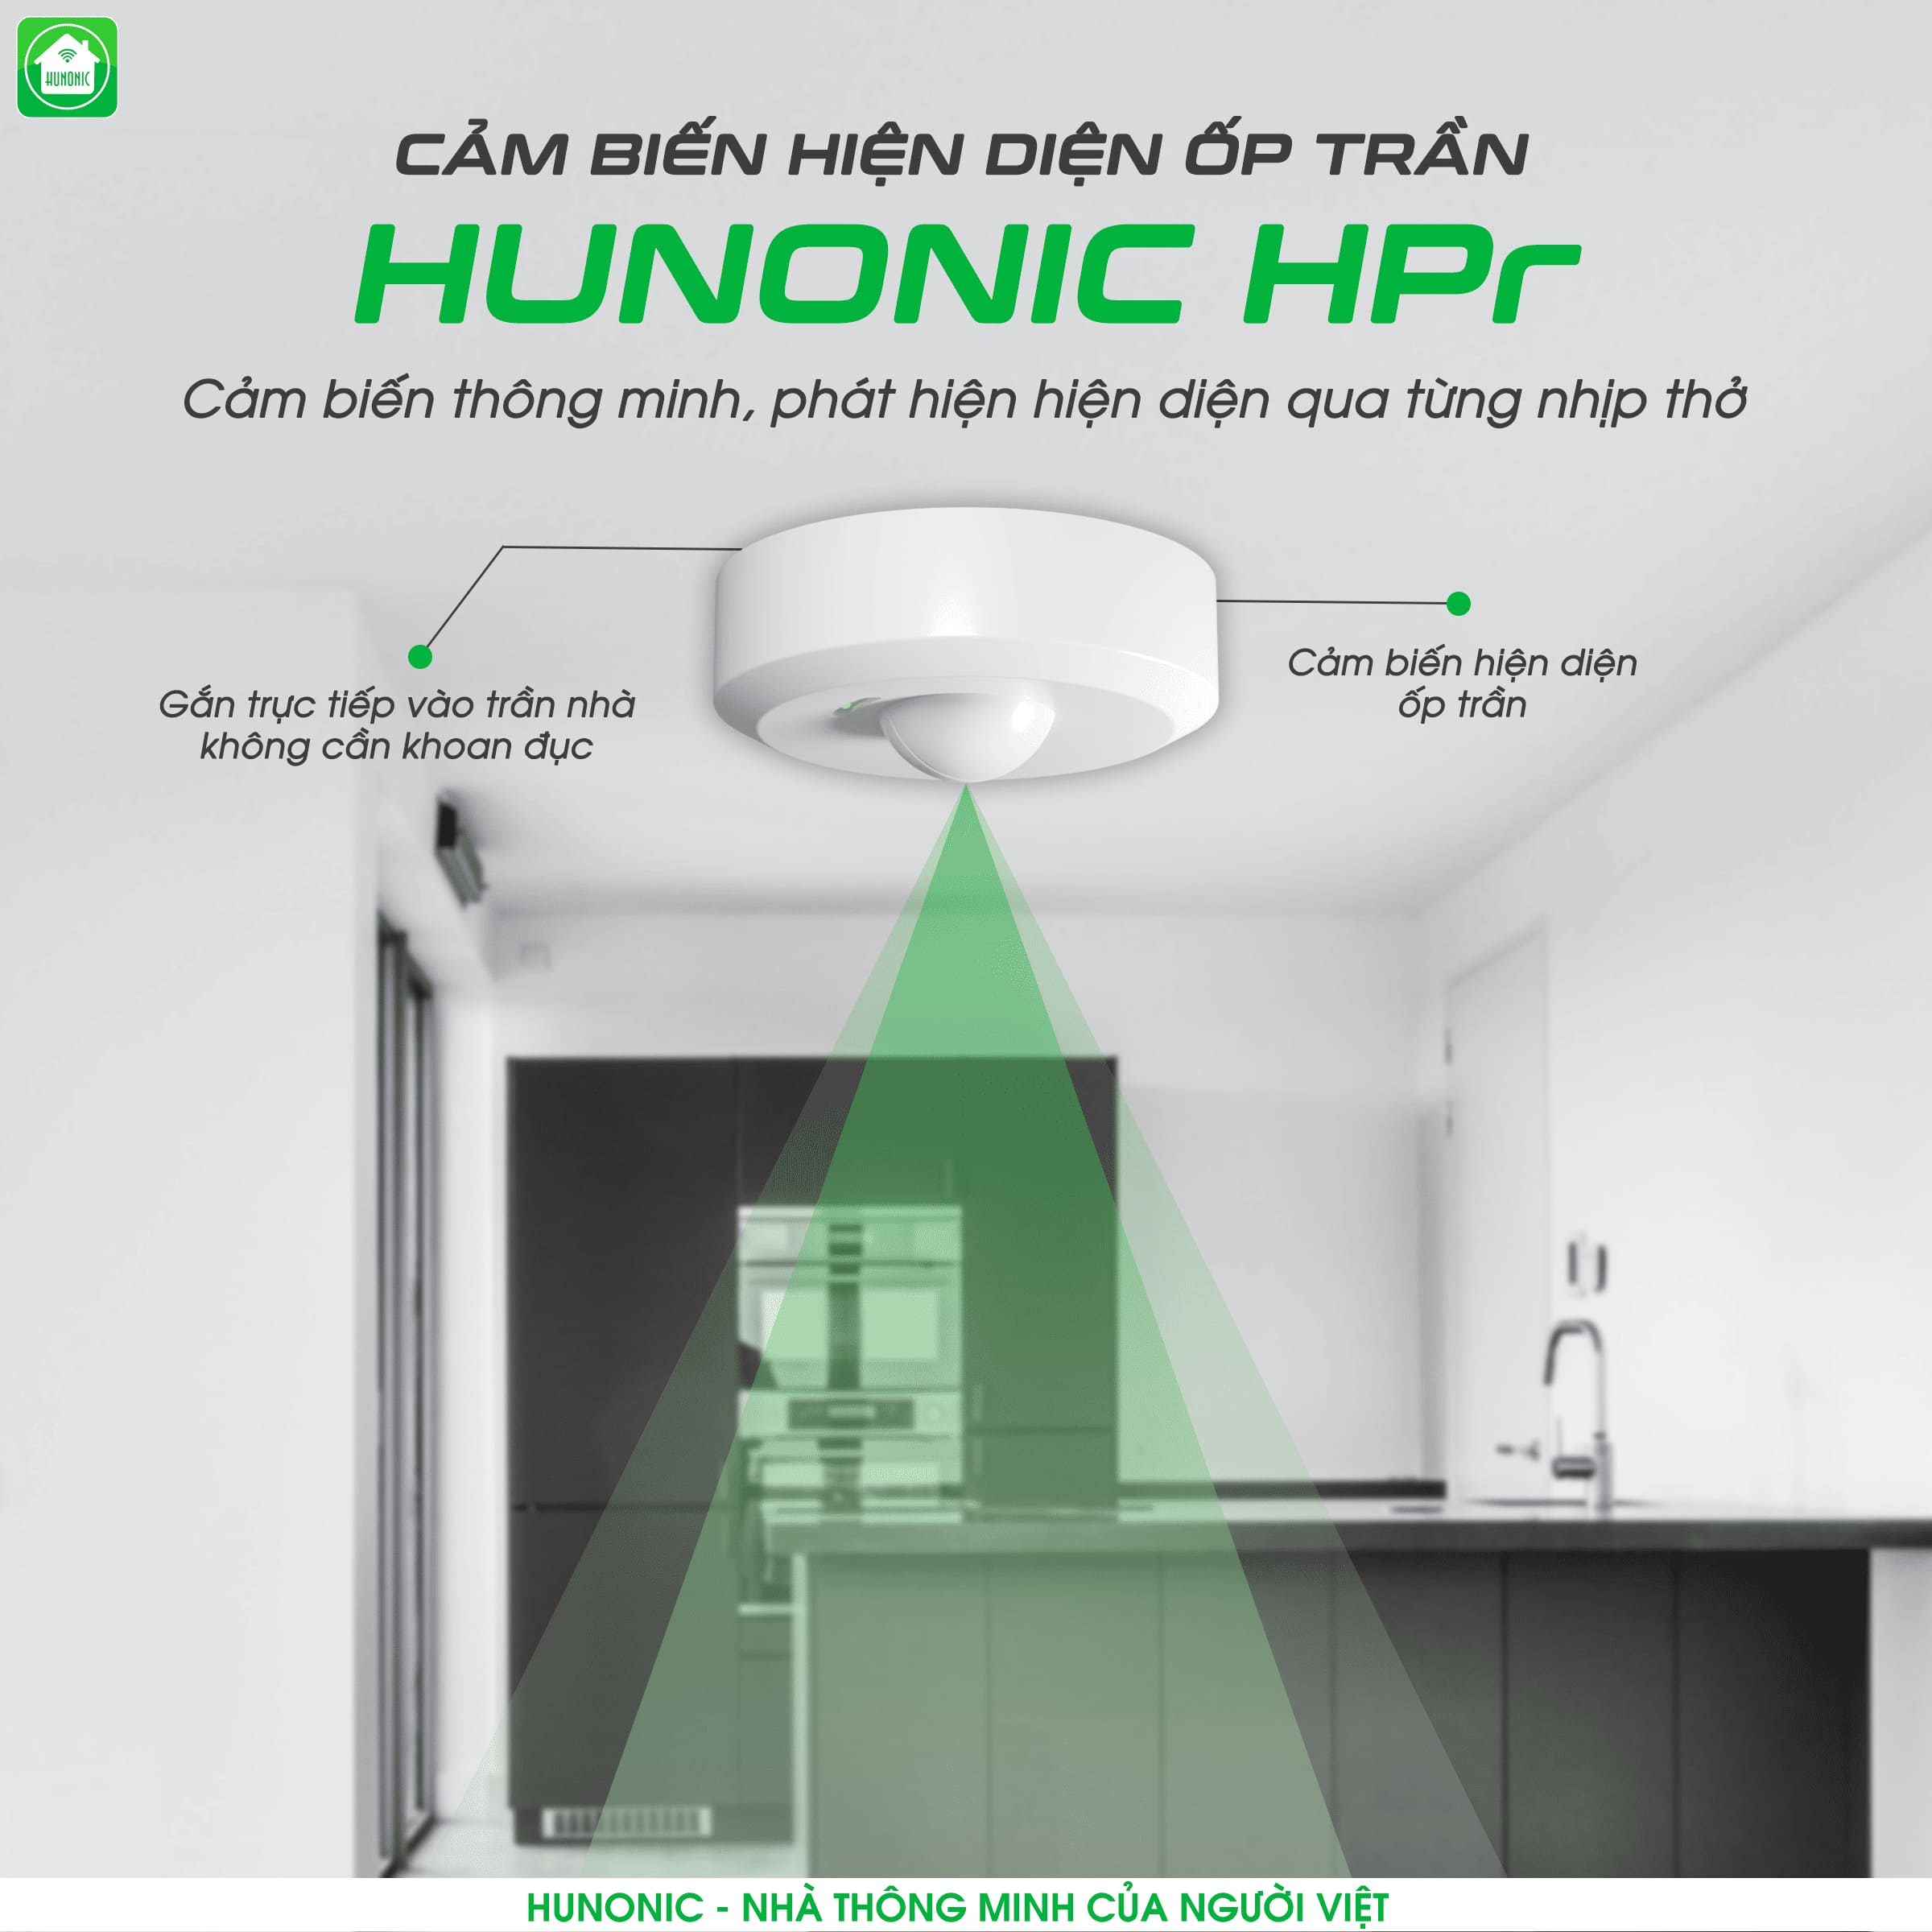 HUNONIC
CẢM BIẾN HIỆN DIỆN ỐP TRẦN
HUNONIC HPr
Cảm biến thông minh, phát hiện hiện diện qua từng nhịp thở
Gắn trực tiếp vào trần nhà
không cần khoan đục
Cảm biến hiện diện
ốp trần
HUNONIC - NHÀ THÔNG MINH CỦA NGƯỜI VIỆT